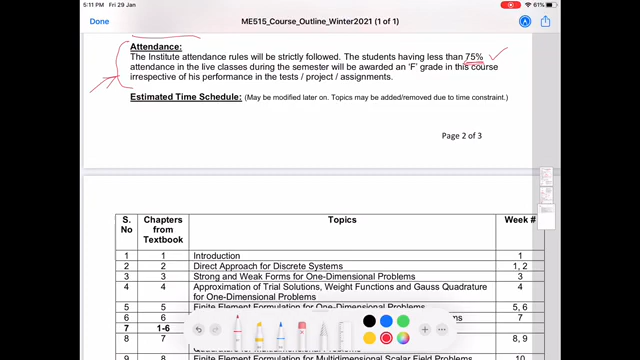 5:11 PM Fri 29 Jan
61%
Done
ME515_Course_Outline_Winter2021 (1 of 1)
Attendance:
The Institute attendance rules will be strictly followed. The students having less than 75%
attendance in the live classes during the semester will be awarded an 'F' grade in this course
irrespective of his performance in the tests / project / assignments.
Estimated Time Schedule: (May be modified later on. Topics may be added/removed due to time constraint.)
Page 2 of 3
S. No Chapters from Textbook Topics Week #
1 1 Introduction 1
2 2 Direct Approach for Discrete Systems 1, 2
3 3 Strong and Weak Forms for One-Dimensional Problems 3
4 4 Approximation of Trial Solutions, Weight Functions and Gauss Quadrature 4
for One-Dimensional Problems
5 5 Finite Element Formulation for One-Dimensional Problems 5, 6
6 6 7
7 1-6
8 7 8, 9
9 8 Finite Element Formulation for Multidimensional Scalar Field Problems 10